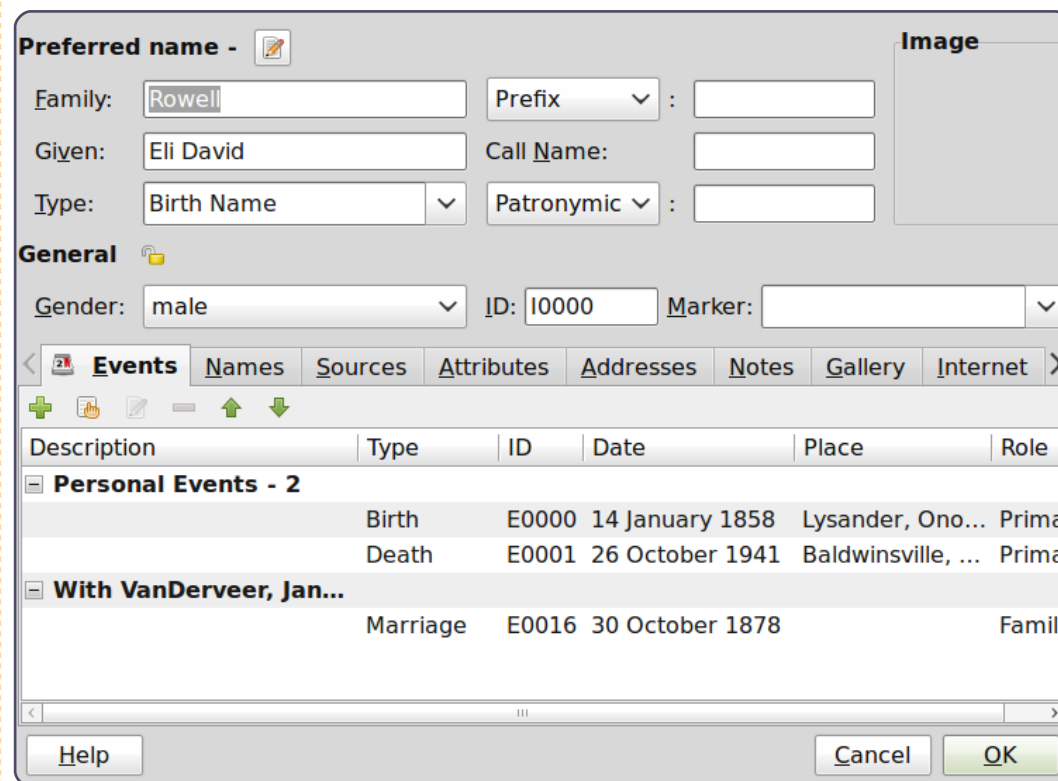 Preferred name -
Image
Family: Rowell Prefix :
Given: Eli David Call Name:
Type: Birth Name Patronymic :
General
Gender: male ID: I0000 Marker:
Events Names Sources Attributes Addresses Notes Gallery Internet
Description Type ID Date Place Role
Personal Events - 2
Birth E0000 14 January 1858 Lysander, Ono... Prima
Death E0001 26 October 1941 Baldwinsville, ... Prima
With VanDerveer, Jan...
Marriage E0016 30 October 1878 Famil
Help Cancel OK